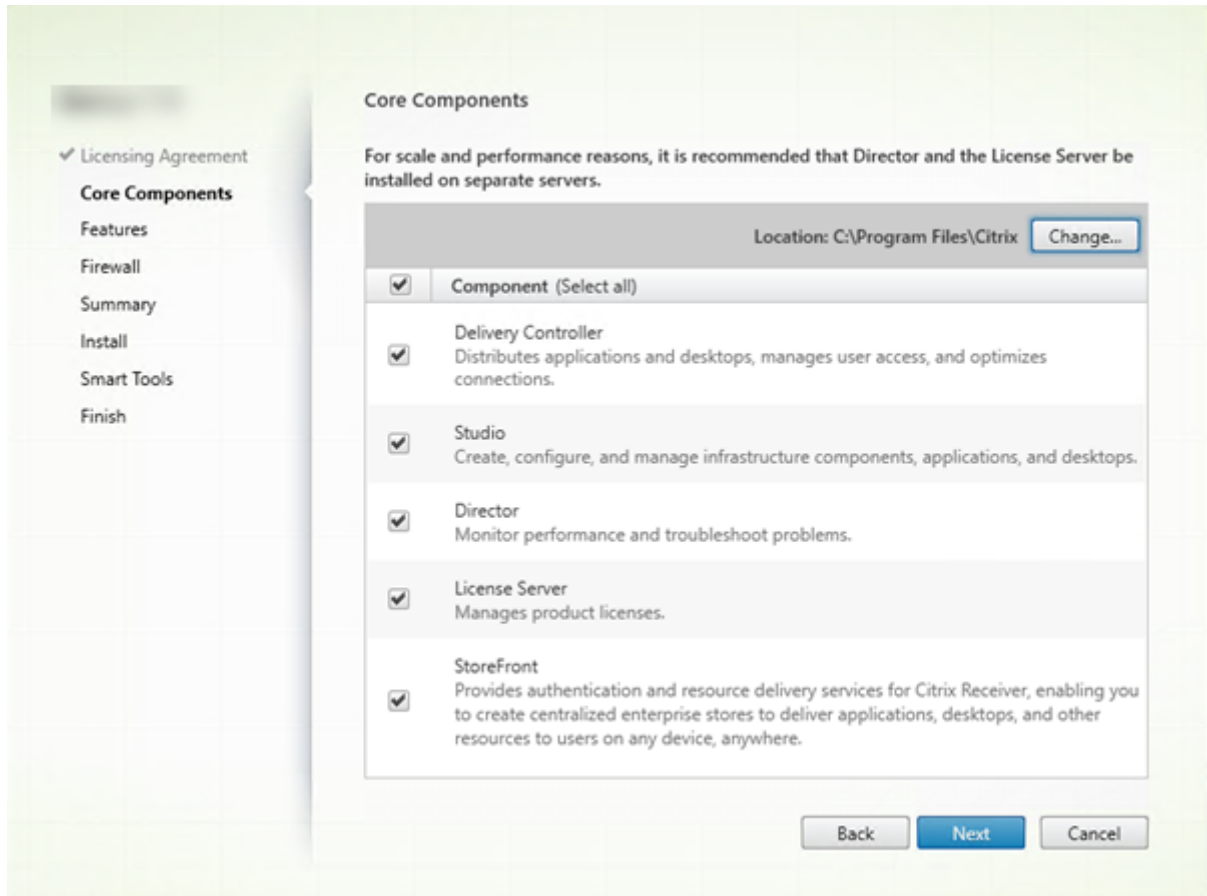 ✔ Licensing Agreement
Core Components
Features
Firewall
Summary
Install
Smart Tools
Finish
Core Components
For scale and performance reasons, it is recommended that Director and the License Server be
installed on separate servers.
Location: C:\Program Files\Citrix Change...
Component (Select all)
Delivery Controller
Distributes applications and desktops, manages user access, and optimizes
connections.
Studio
Create, configure, and manage infrastructure components, applications, and desktops.
Director
Monitor performance and troubleshoot problems.
License Server
Manages product licenses.
StoreFront
Provides authentication and resource delivery services for Citrix Receiver, enabling you
to create centralized enterprise stores to deliver applications, desktops, and other
resources to users on any device, anywhere.
Back Next Cancel